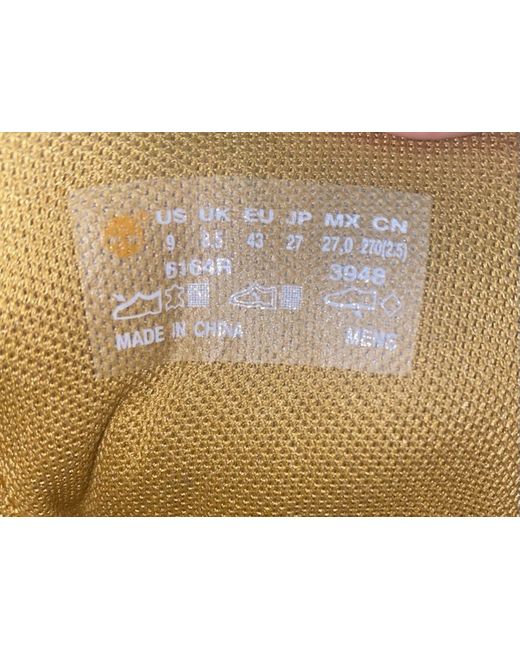 US UK EU JP MX CN
9 8.5 43 27 27.0 270(2.5)
6164R 3948
MADE IN CHINA MENS